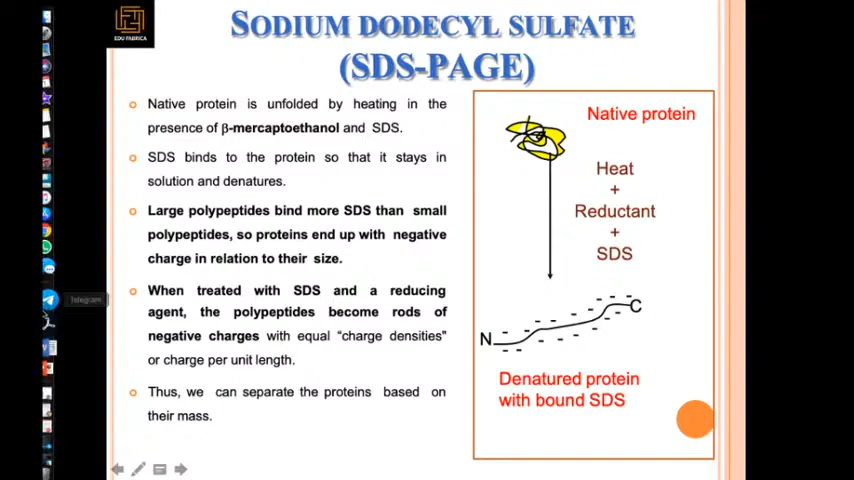 EDU FABRICA
SODIUM DODECYL SULFATE
(SDS-PAGE)
Native protein is unfolded by heating in the
presence of β-mercaptoethanol and SDS.
SDS binds to the protein so that it stays in
solution and denatures.
Large polypeptides bind more SDS than small
polypeptides, so proteins end up with negative
charge in relation to their size.
When treated with SDS and a reducing
agent, the polypeptides become rods of
negative charges with equal “charge densities”
or charge per unit length.
Thus, we can separate the proteins based on
their mass.
Native protein
Heat
+
Reductant
+
SDS
N
C
Denatured protein
with bound SDS
Telegram